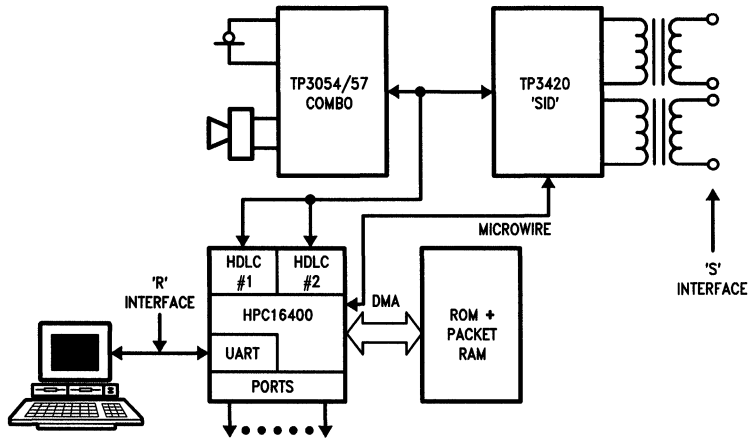 TP3054/57
COMBO
TP3420
'SID'
MICROWIRE
'S'
INTERFACE
HDLC
#1
HDLC
#2
HPC16400
UART
PORTS
DMA
ROM +
PACKET
RAM
'R'
INTERFACE